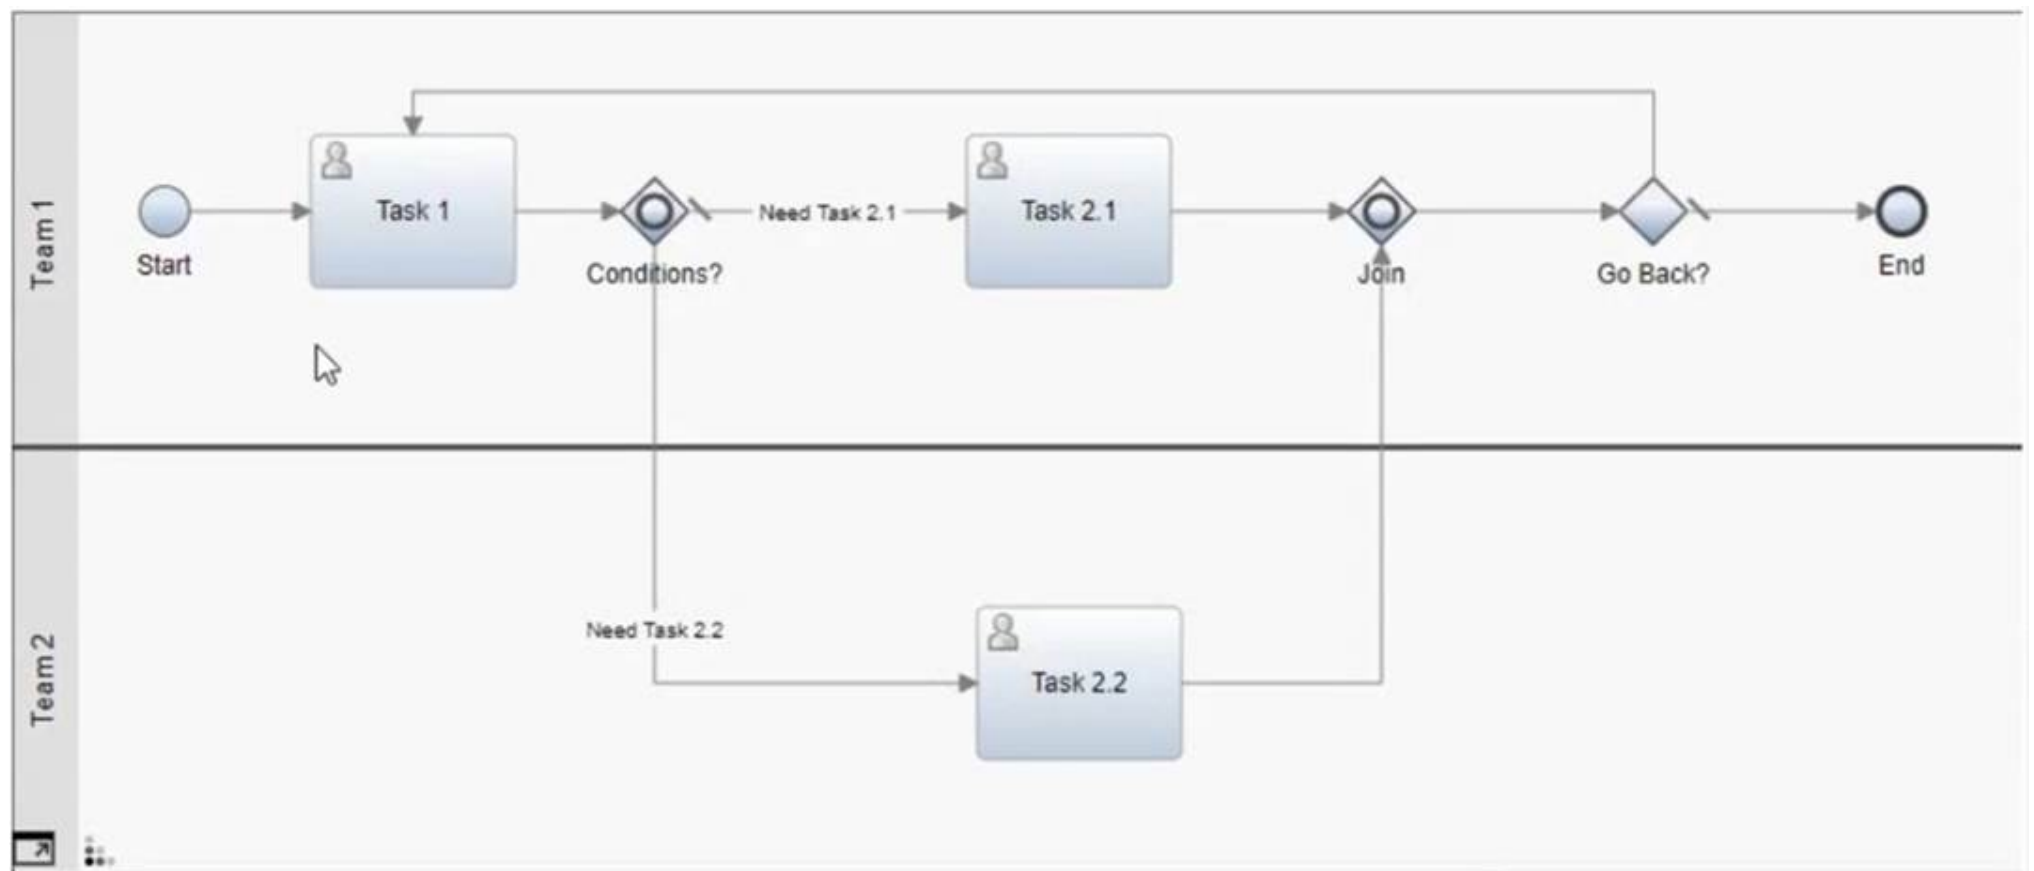 Team 1
Start
Task 1
Conditions?
Need Task 2.1
Task 2.1
Join
Go Back?
End
Team 2
Need Task 2.2
Task 2.2